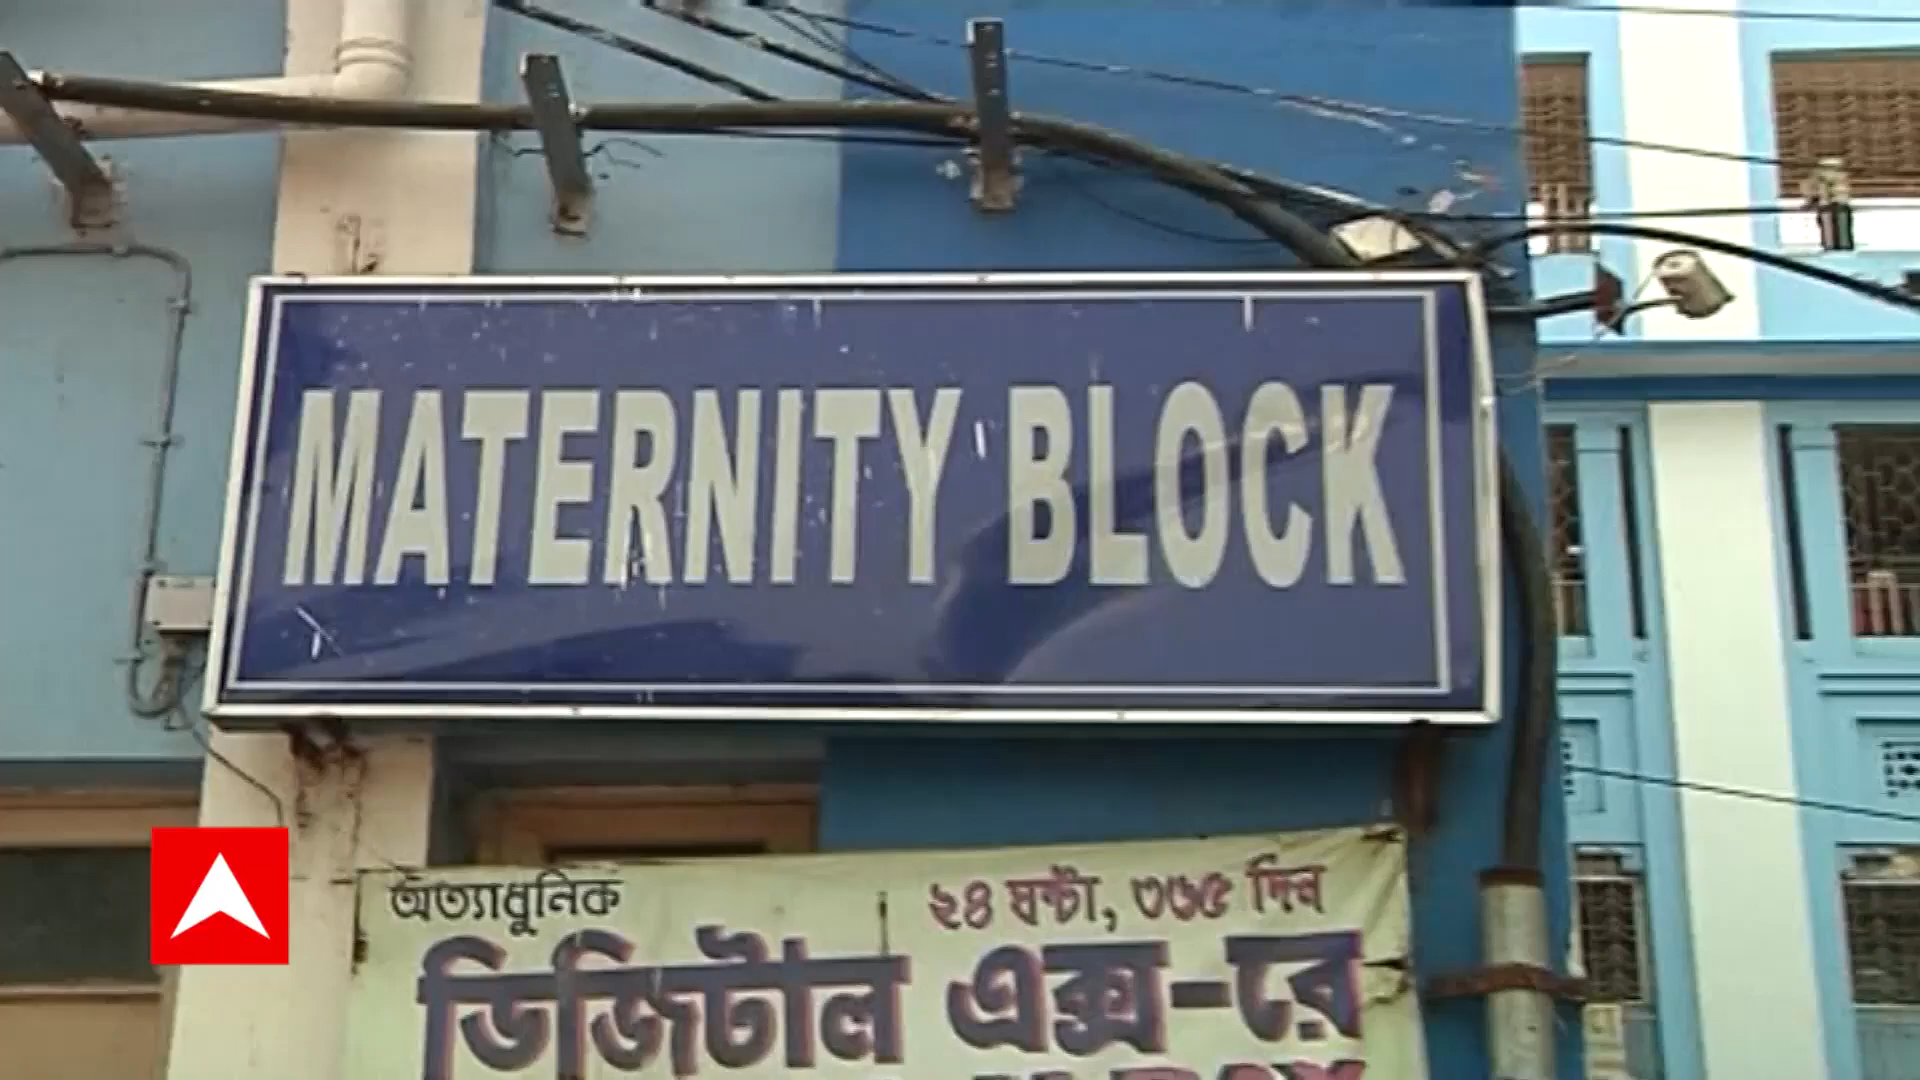 MATERNITY BLOCK
অত্যাধুনিক
২৪ ঘন্টা, ৩৬৫ দিন
ডিজিটাল এক্স-রে